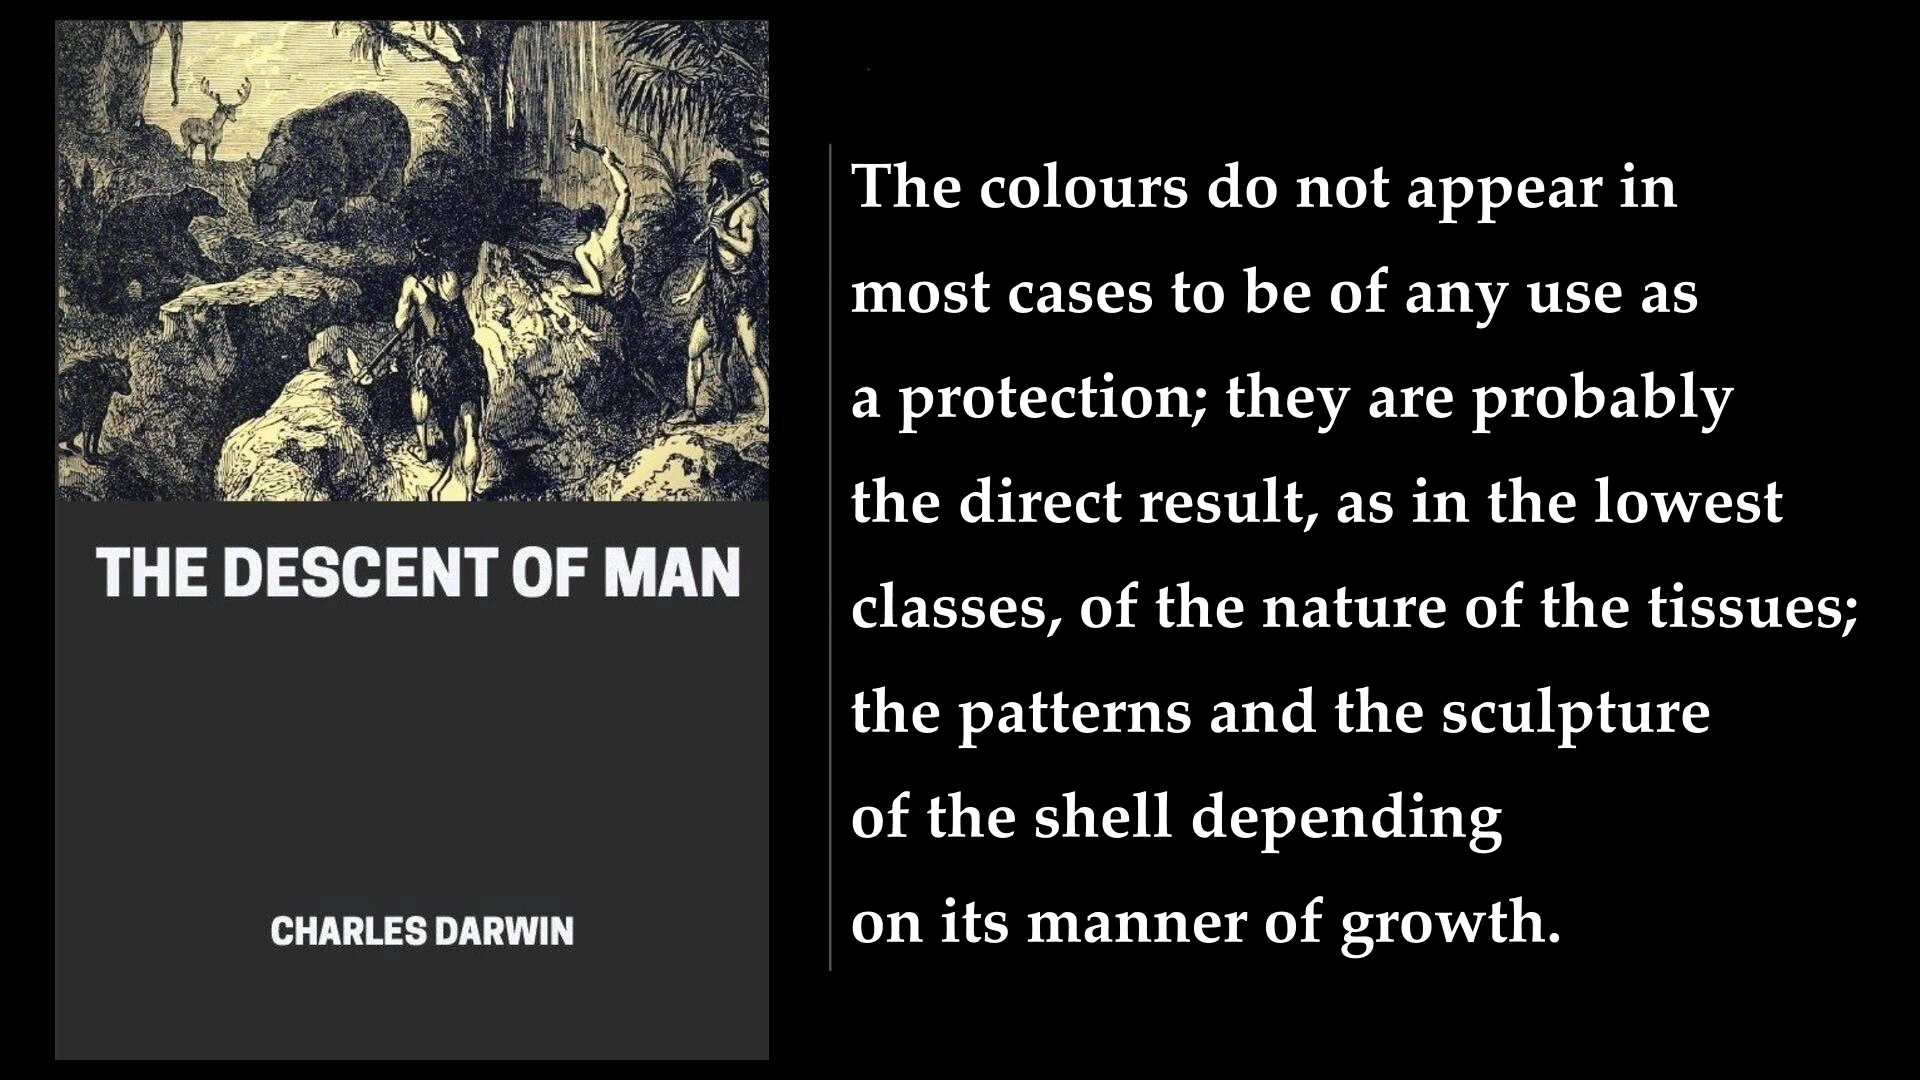 THE DESCENT OF MAN
CHARLES DARWIN
The colours do not appear in
most cases to be of any use as
a protection; they are probably
the direct result, as in the lowest
classes, of the nature of the tissues;
the patterns and the sculpture
of the shell depending
on its manner of growth.